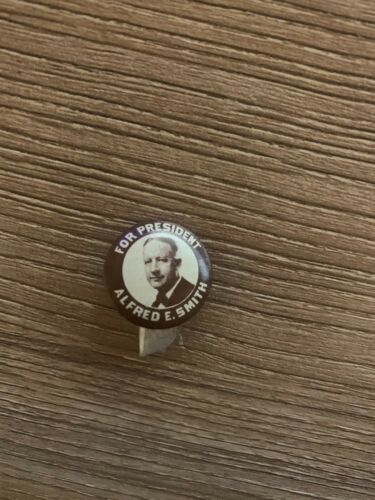 FOR PRESIDENT
ALFRED E. SMITH